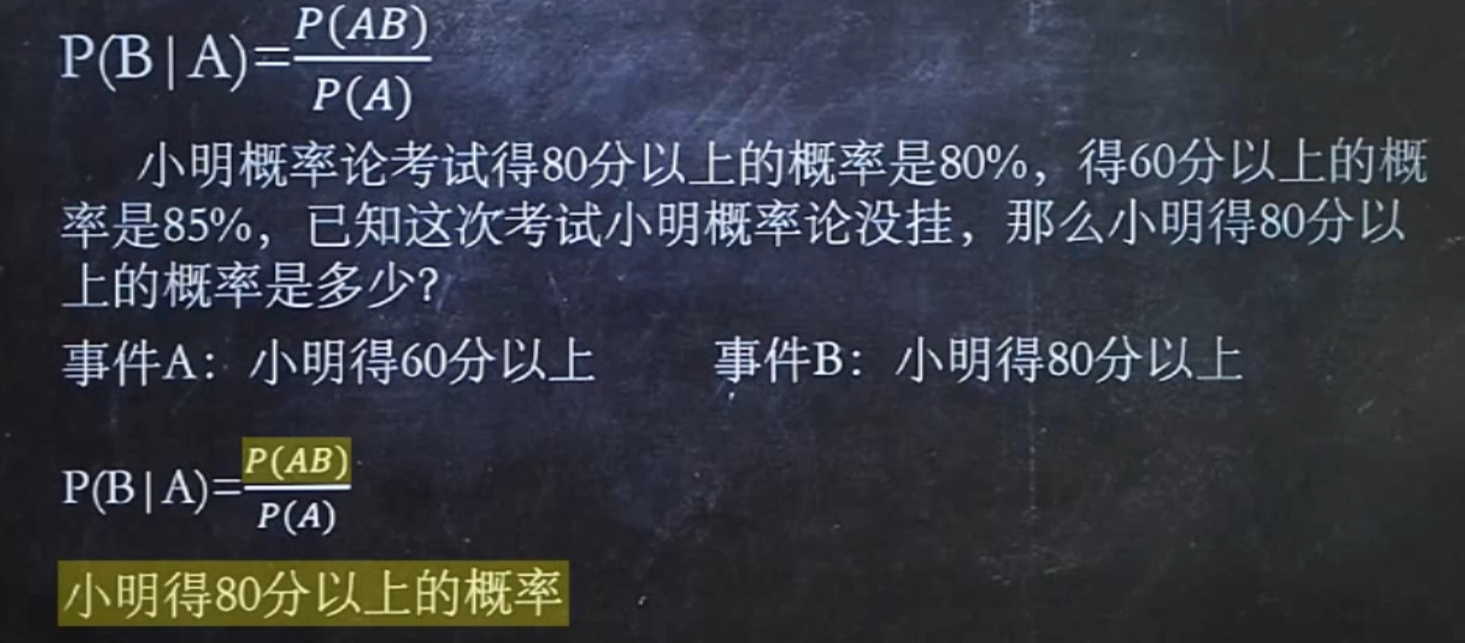 P(B|A)=P(AB)/P(A)
小明概率论考试得80分以上的概率是80%，得60分以上的概
率是85%，已知这次考试小明概率论没挂，那么小明得80分以
上的概率是多少？
事件A：小明得60分以上 事件B：小明得80分以上
P(B|A)=P(AB)/P(A)
小明得80分以上的概率